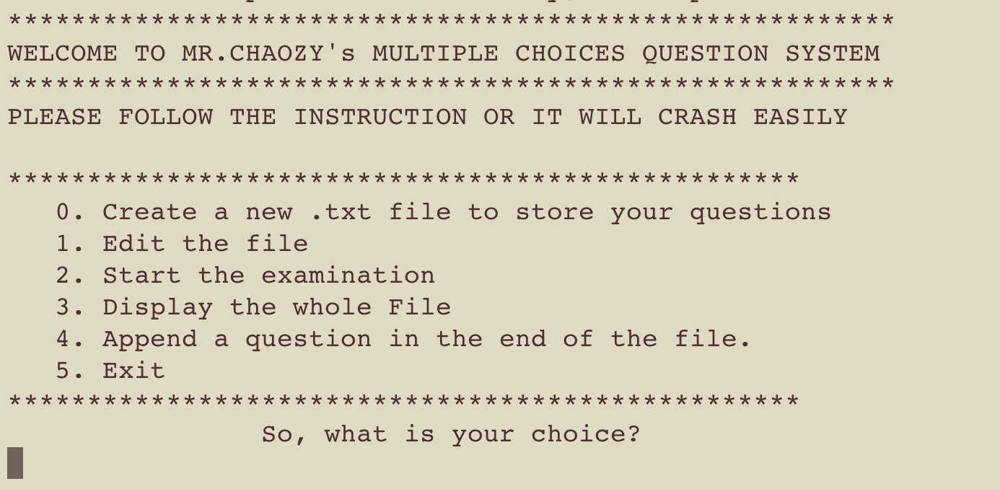 ********************************************************
WELCOME TO MR.CHAOZY's MULTIPLE CHOICES QUESTION SYSTEM
********************************************************
PLEASE FOLLOW THE INSTRUCTION OR IT WILL CRASH EASILY
**************************************************
0. Create a new .txt file to store your questions
1. Edit the file
2. Start the examination
3. Display the whole File
4. Append a question in the end of the file.
5. Exit
**************************************************
So, what is your choice?